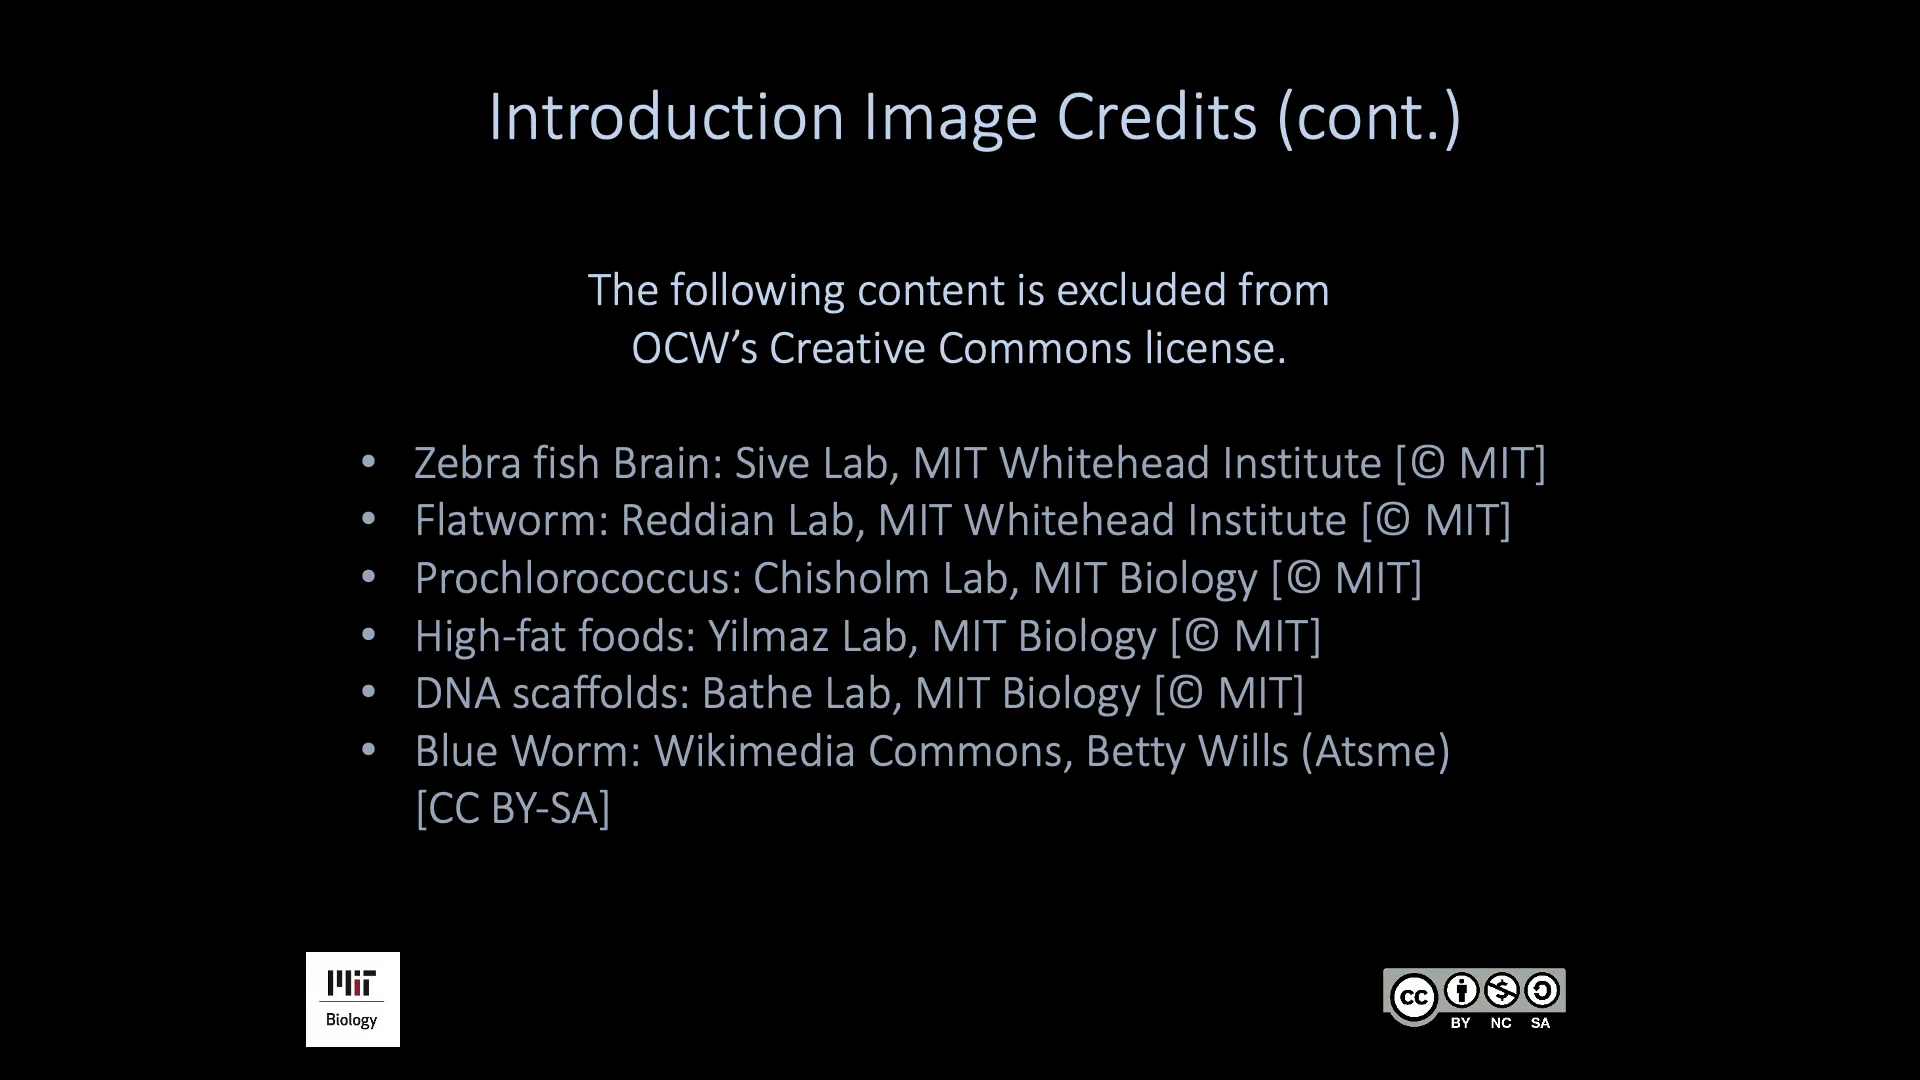 Introduction Image Credits (cont.)
The following content is excluded from
OCW’s Creative Commons license.
• Zebra fish Brain: Sive Lab, MIT Whitehead Institute [© MIT]
• Flatworm: Reddian Lab, MIT Whitehead Institute [© MIT]
• Prochlorococcus: Chisholm Lab, MIT Biology [© MIT]
• High-fat foods: Yilmaz Lab, MIT Biology [© MIT]
• DNA scaffolds: Bathe Lab, MIT Biology [© MIT]
• Blue Worm: Wikimedia Commons, Betty Wills (Atsme)
[CC BY-SA]
MIT
Biology
cc
BY NC SA